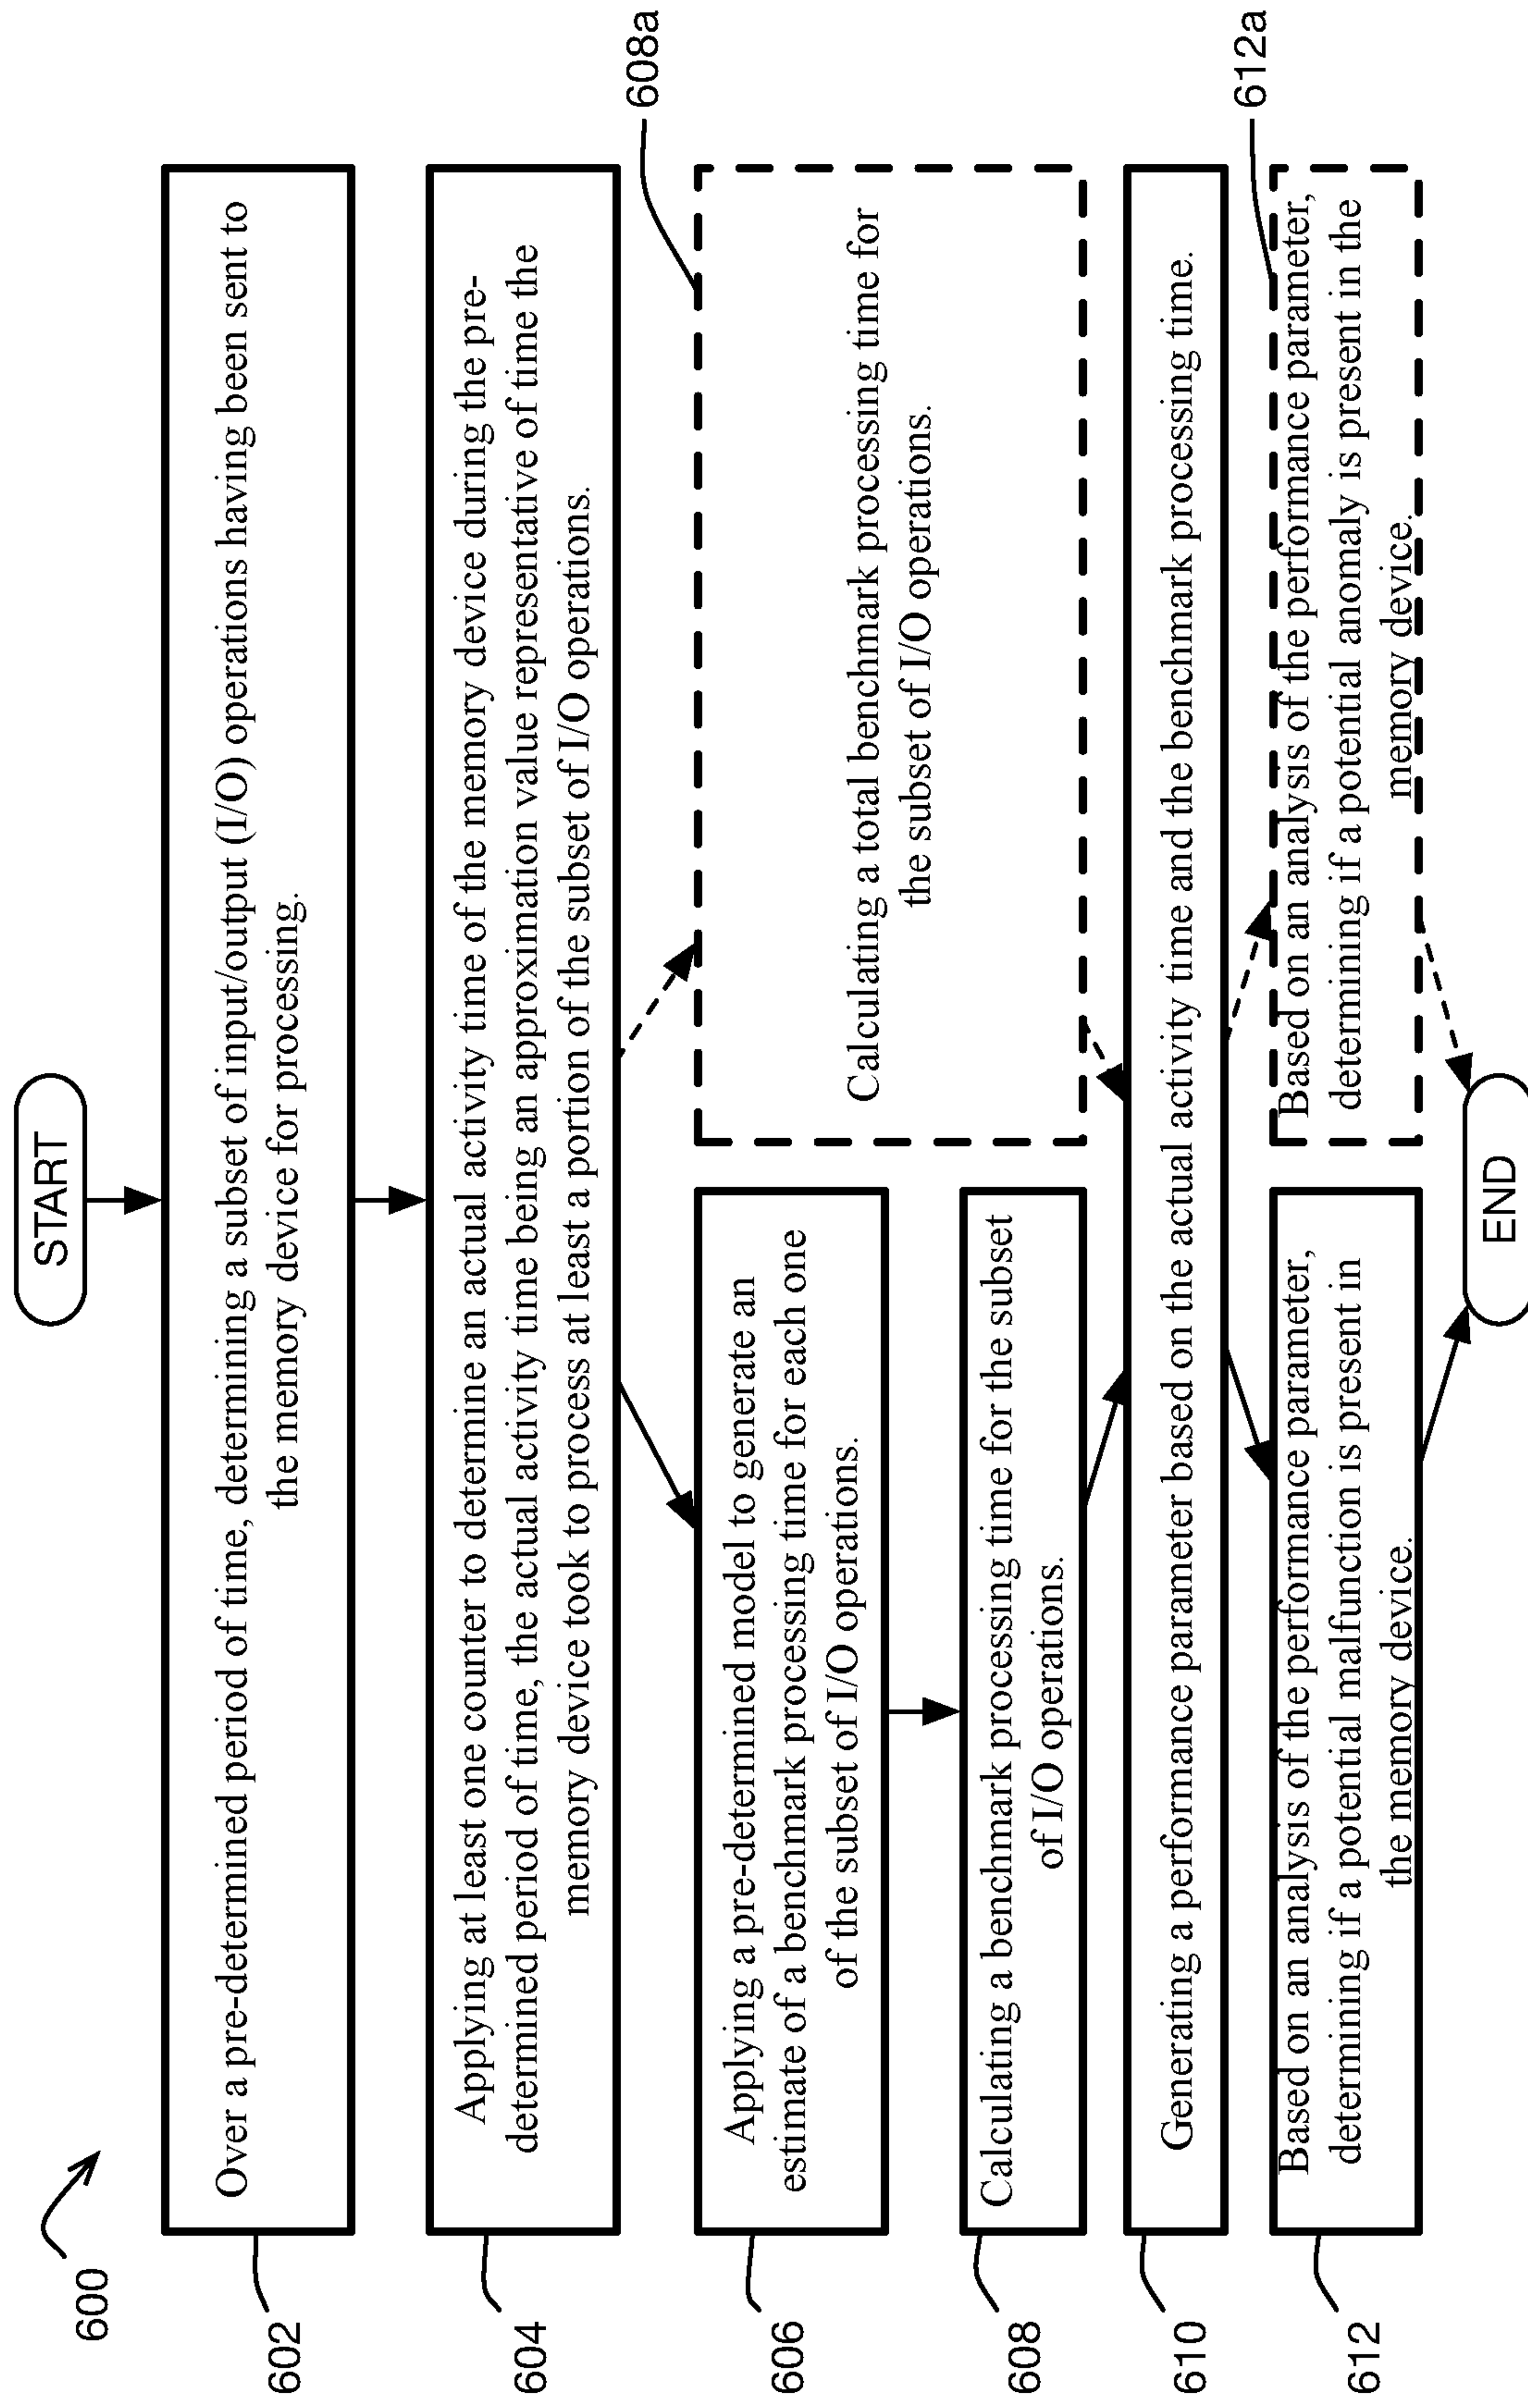 600
START
602
Over a pre-determined period of time, determining a subset of input/output (I/O) operations having been sent to
the memory device for processing.
604
Applying at least one counter to determine an actual activity time of the memory device during the pre-
determined period of time, the actual activity time being an approximation value representative of time the
memory device took to process at least a portion of the subset of I/O operations.
606
Applying a pre-determined model to generate an
estimate of a benchmark processing time for each one
of the subset of I/O operations.
608a
Calculating a total benchmark processing time for
the subset of I/O operations.
608
Calculating a benchmark processing time for the subset
of I/O operations.
610
Generating a performance parameter based on the actual activity time and the benchmark processing time.
612
Based on an analysis of the performance parameter,
determining if a potential malfunction is present in
the memory device.
612a
Based on an analysis of the performance parameter,
determining if a potential anomaly is present in the
memory device.
END